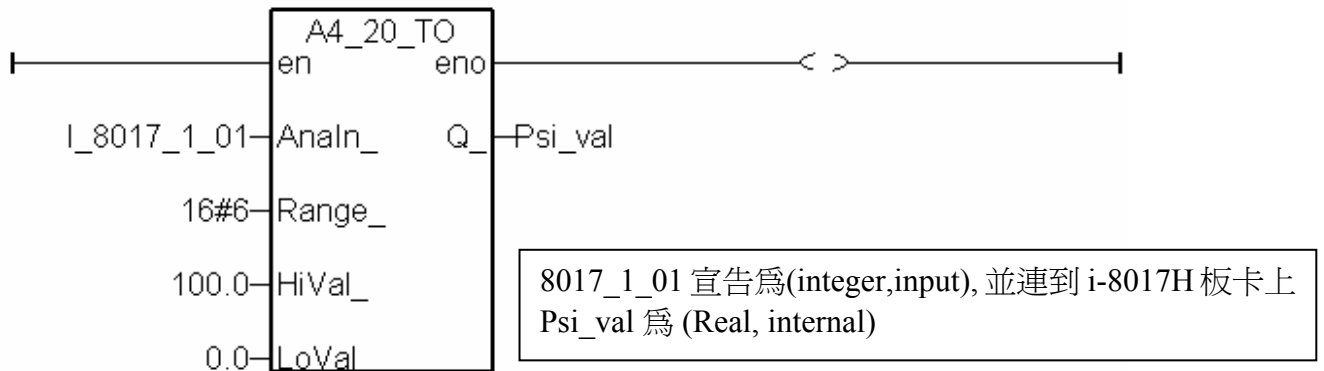 A4_20_TO
en eno
I_8017_1_01 AnaIn_ Q_ Psi_val
16#6 Range_
100.0 HiVal_
0.0 LoVal
8017_1_01 宣告爲(integer,input), 並連到 i-8017H 板卡上
Psi_val 爲 (Real, internal)